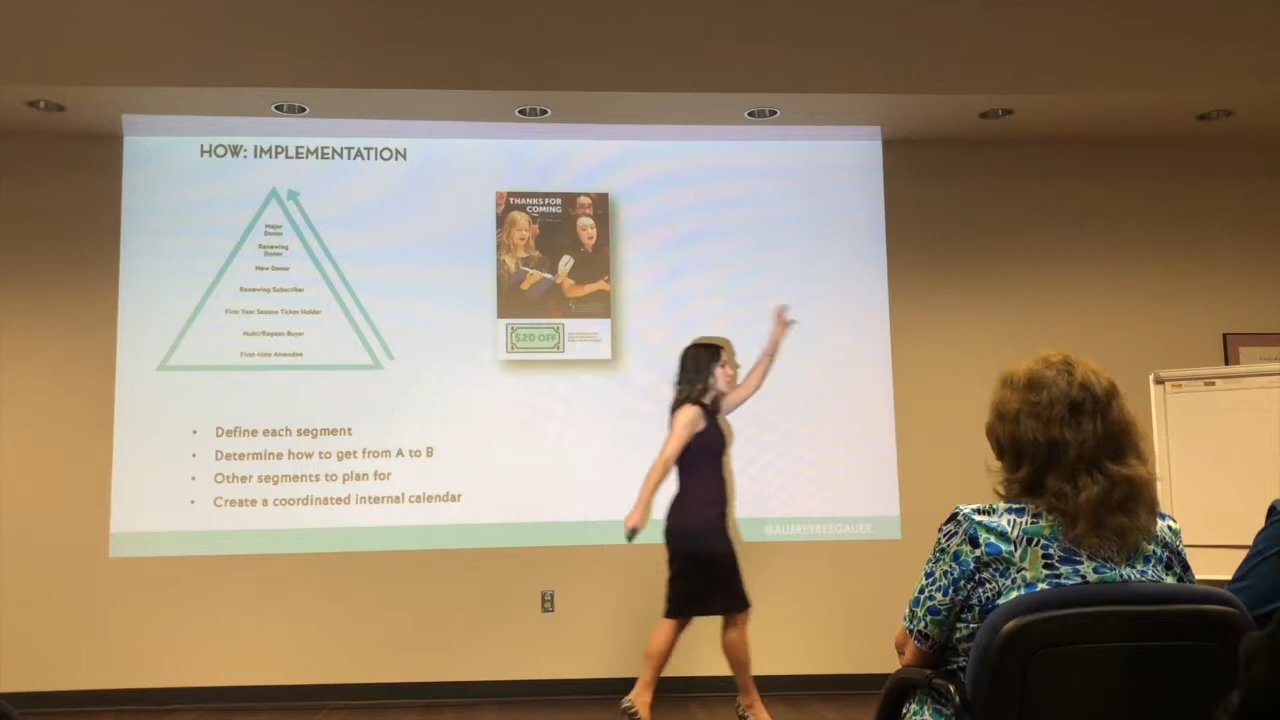 HOW: IMPLEMENTATION
Major
Donor
Renewing
Donor
New Donor
Renewing Subscriber
First Year Season Ticket Holder
Multi/Repeat-Buyer
First-time Attendee
THANKS FOR
COMING
$20 OFF
• Define each segment
• Determine how to get from A to B
• Other segments to plan for
• Create a coordinated internal calendar
@AUBREYBERGAUER